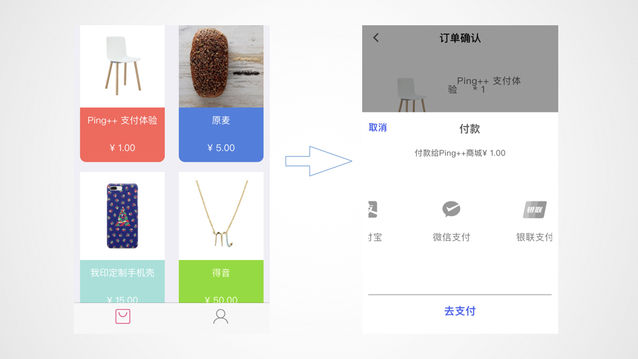 Ping++ 支付体验
¥ 1.00
原麦
¥ 5.00
我印定制手机壳
¥ 15.00
得音
¥ 50.00
订单确认
Ping++ 支付体
验 * 1
取消
付款
付款给Ping++商城¥ 1.00
付宝
微信支付
银联
银联支付
去支付